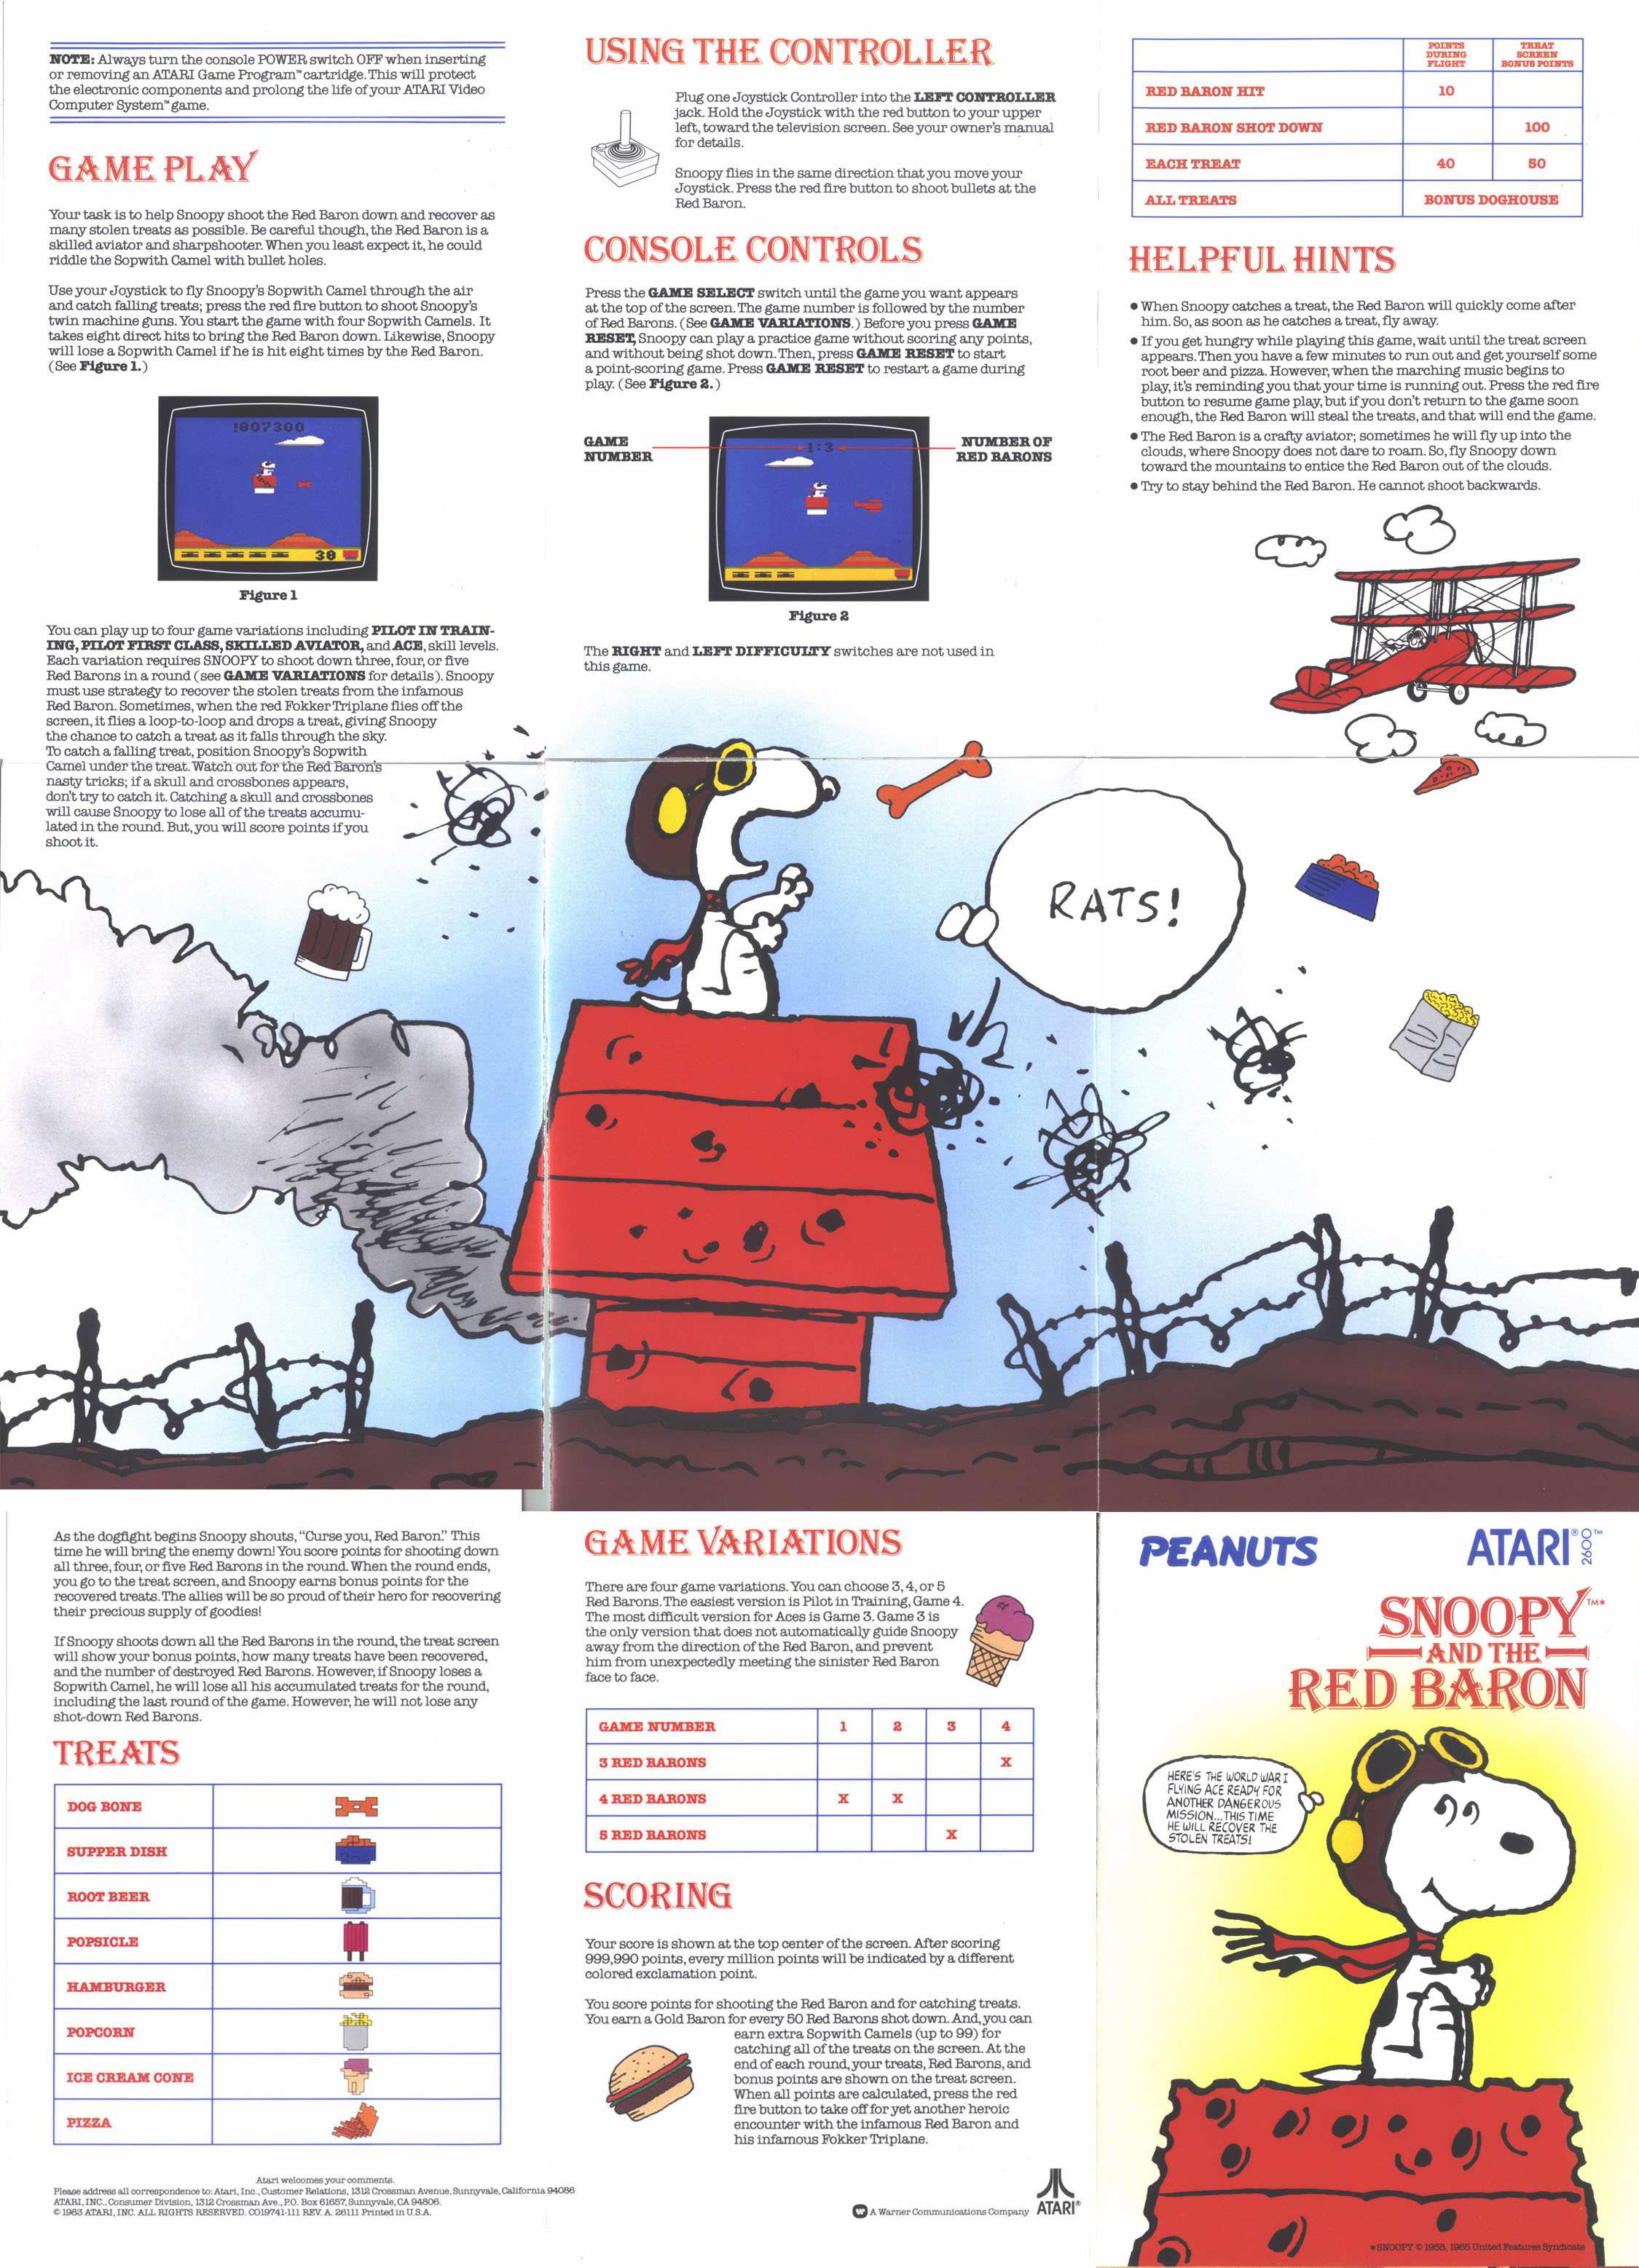 NOTE: Always turn the console POWER switch OFF when inserting
or removing an ATARI Game Program™ cartridge. This will protect
the electronic components and prolong the life of your ATARI Video
Computer System™ game.
GAME PLAY
Your task is to help Snoopy shoot the Red Baron down and recover as
many stolen treats as possible. Be careful though, the Red Baron is a
skilled aviator and sharpshooter. When you least expect it, he could
riddle the Sopwith Camel with bullet holes.
Use your Joystick to fly Snoopy's Sopwith Camel through the air
and catch falling treats; press the red fire button to shoot Snoopy's
twin machine guns. You start the game with four Sopwith Camels. It
takes eight direct hits to bring the Red Baron down. Likewise, Snoopy
will lose a Sopwith Camel if he is hit eight times by the Red Baron.
(See Figure 1.)
!807300
38
Figure 1
You can play up to four game variations including PILOT IN TRAIN-
ING, PILOT FIRST CLASS, SKILLED AVIATOR, and ACE, skill levels.
Each variation requires SNOOPY to shoot down three, four, or five
Red Barons in a round (see GAME VARIATIONS for details). Snoopy
must use strategy to recover the stolen treats from the infamous
Red Baron. Sometimes, when the red Fokker Triplane flies off the
screen, it flies a loop-to-loop and drops a treat, giving Snoopy
the chance to catch a treat as it falls through the sky.
To catch a falling treat, position Snoopy's Sopwith
Camel under the treat. Watch out for the Red Baron's
nasty tricks; if a skull and crossbones appears,
don't try to catch it. Catching a skull and crossbones
will cause Snoopy to lose all of the treats accumu-
lated in the round. But, you will score points if you
shoot it.
USING THE CONTROLLER
Plug one Joystick Controller into the LEFT CONTROLLER
jack. Hold the Joystick with the red button to your upper
left, toward the television screen. See your owner's manual
for details.
Snoopy flies in the same direction that you move your
Joystick. Press the red fire button to shoot bullets at the
Red Baron.
CONSOLE CONTROLS
Press the GAME SELECT switch until the game you want appears
at the top of the screen. The game number is followed by the number
of Red Barons. (See GAME VARIATIONS.) Before you press GAME
RESET, Snoopy can play a practice game without scoring any points,
and without being shot down. Then, press GAME RESET to start
a point-scoring game. Press GAME RESET to restart a game during
play. (See Figure 2.)
GAME
NUMBER
1:3
NUMBER OF
RED BARONS
Figure 2
The RIGHT and LEFT DIFFICULTY switches are not used in
this game.
POINTS DURING FLIGHT TREAT SCREEN BONUS POINTS
RED BARON HIT 10
RED BARON SHOT DOWN 100
EACH TREAT 40 50
ALL TREATS BONUS DOGHOUSE
HELPFUL HINTS
• When Snoopy catches a treat, the Red Baron will quickly come after
him. So, as soon as he catches a treat, fly away.
• If you get hungry while playing this game, wait until the treat screen
appears. Then you have a few minutes to run out and get yourself some
root beer and pizza. However, when the marching music begins to
play, it's reminding you that your time is running out. Press the red fire
button to resume game play, but if you don't return to the game soon
enough, the Red Baron will steal the treats, and that will end the game.
• The Red Baron is a crafty aviator; sometimes he will fly up into the
clouds, where Snoopy does not dare to roam. So, fly Snoopy down
toward the mountains to entice the Red Baron out of the clouds.
• Try to stay behind the Red Baron. He cannot shoot backwards.
RATS!
As the dogfight begins Snoopy shouts, "Curse you, Red Baron." This
time he will bring the enemy down! You score points for shooting down
all three, four, or five Red Barons in the round. When the round ends,
you go to the treat screen, and Snoopy earns bonus points for the
recovered treats. The allies will be so proud of their hero for recovering
their precious supply of goodies!
If Snoopy shoots down all the Red Barons in the round, the treat screen
will show your bonus points, how many treats have been recovered,
and the number of destroyed Red Barons. However, if Snoopy loses a
Sopwith Camel, he will lose all his accumulated treats for the round,
including the last round of the game. However, he will not lose any
shot-down Red Barons.
TREATS
DOG BONE
SUPPER DISH
ROOT BEER
POPSICLE
HAMBURGER
POPCORN
ICE CREAM CONE
PIZZA
Atari welcomes your comments.
Please address all correspondence to: Atari, Inc., Customer Relations, 1312 Crossman Avenue, Sunnyvale, California 94086
ATARI, INC., Consumer Division, 1312 Crossman Ave., P.O. Box 61657, Sunnyvale, CA 94806.
© 1983 ATARI, INC. ALL RIGHTS RESERVED. CO19741-111 REV. A. 26111 Printed in U.S.A.
GAME VARIATIONS
There are four game variations. You can choose 3, 4, or 5
Red Barons. The easiest version is Pilot in Training, Game 4.
The most difficult version for Aces is Game 3. Game 3 is
the only version that does not automatically guide Snoopy
away from the direction of the Red Baron, and prevent
him from unexpectedly meeting the sinister Red Baron
face to face.
GAME NUMBER 1 2 3 4
3 RED BARONS X
4 RED BARONS X X
5 RED BARONS X
SCORING
Your score is shown at the top center of the screen. After scoring
999,990 points, every million points will be indicated by a different
colored exclamation point.
You score points for shooting the Red Baron and for catching treats.
You earn a Gold Baron for every 50 Red Barons shot down. And, you can
earn extra Sopwith Camels (up to 99) for
catching all of the treats on the screen. At the
end of each round, your treats, Red Barons, and
bonus points are shown on the treat screen.
When all points are calculated, press the red
fire button to take off for yet another heroic
encounter with the infamous Red Baron and
his infamous Fokker Triplane.
A Warner Communications Company
ATARI®
PEANUTS
ATARI® 2600™
SNOOPY™*
AND THE
RED BARON
HERE'S THE WORLD WAR I
FLYING ACE READY FOR
ANOTHER DANGEROUS
MISSION...THIS TIME
HE WILL RECOVER THE
STOLEN TREATS!
* SNOOPY © 1958, 1965 United Features Syndicate